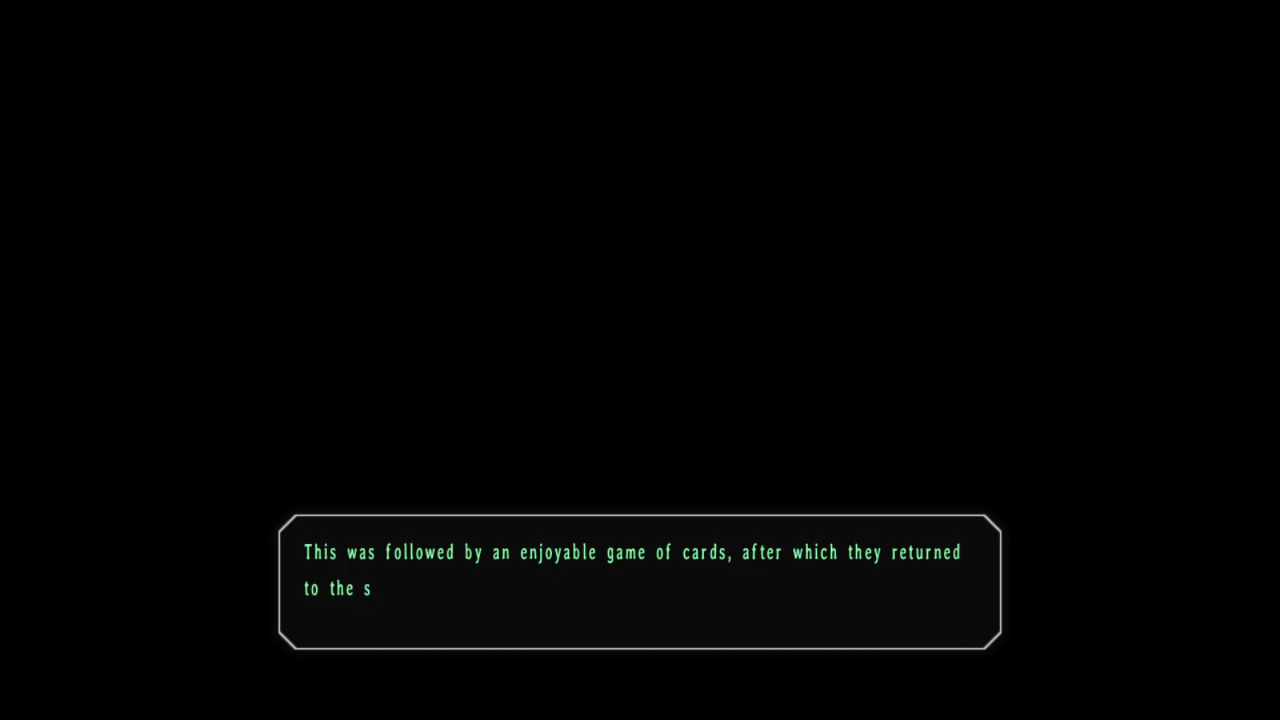 This was followed by an enjoyable game of cards, after which they returned
to the s